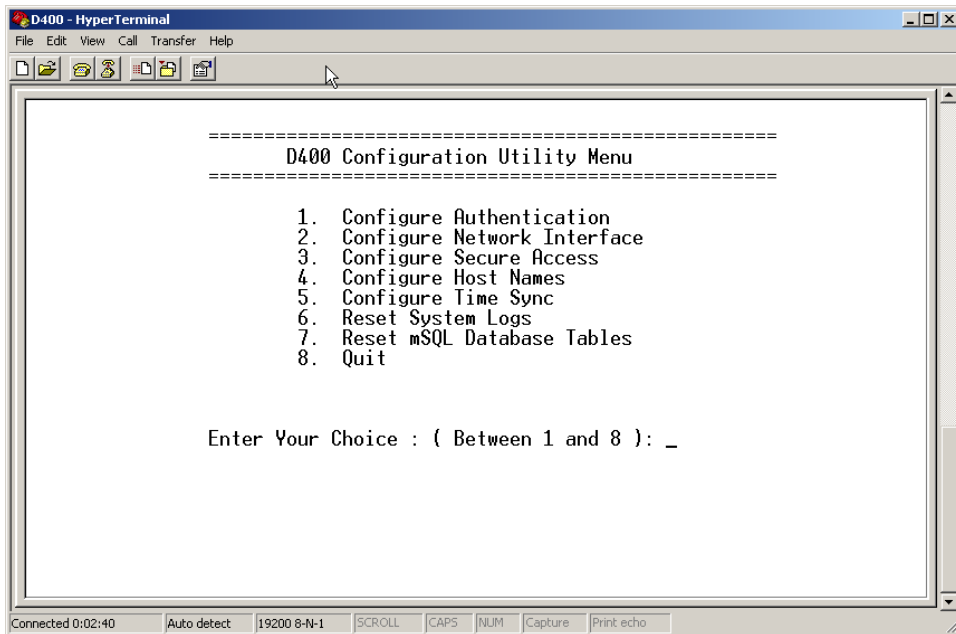 D400 - HyperTerminal
File Edit View Call Transfer Help
===================================================
D400 Configuration Utility Menu
===================================================
1. Configure Authentication
2. Configure Network Interface
3. Configure Secure Access
4. Configure Host Names
5. Configure Time Sync
6. Reset System Logs
7. Reset mSQL Database Tables
8. Quit
Enter Your Choice : ( Between 1 and 8 ): _
Connected 0:02:40 Auto detect 19200 8-N-1 SCROLL CAPS NUM Capture Print echo